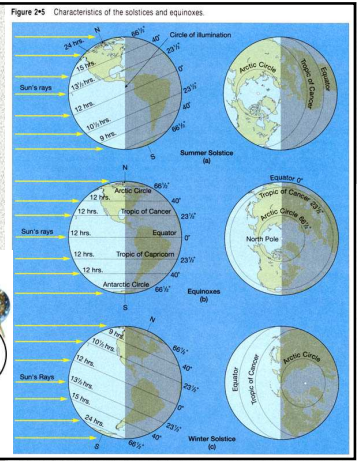 Figure 2•5 Characteristics of the solstices and equinoxes.
N
66½°
Circle of illumination
24 hrs.
40°
23½°
15 hrs.
Sun's rays
13½ hrs.
0°
12 hrs.
23½°
10½ hrs.
40°
9 hrs.
66½°
S
Arctic Circle
Tropic of Cancer
Equator
Summer Solstice
(a)
N
Arctic Circle
66½°
12 hrs.
40°
12 hrs.
Tropic of Cancer
23½°
Sun's rays
12 hrs.
Equator
0°
12 hrs.
Tropic of Capricorn
23½°
12 hrs.
40°
Antarctic Circle
66½°
S
Equator 0°
Tropic of Cancer 23½°
Arctic Circle 66½°
North Pole
Equinoxes
(b)
N
9 hrs.
66½°
10½ hrs.
40°
12 hrs.
23½°
Sun's Rays
13½ hrs.
0°
15 hrs.
23½°
24 hrs.
40°
S
66½°
Equator
Tropic of Cancer
Arctic Circle
Winter Solstice
(c)